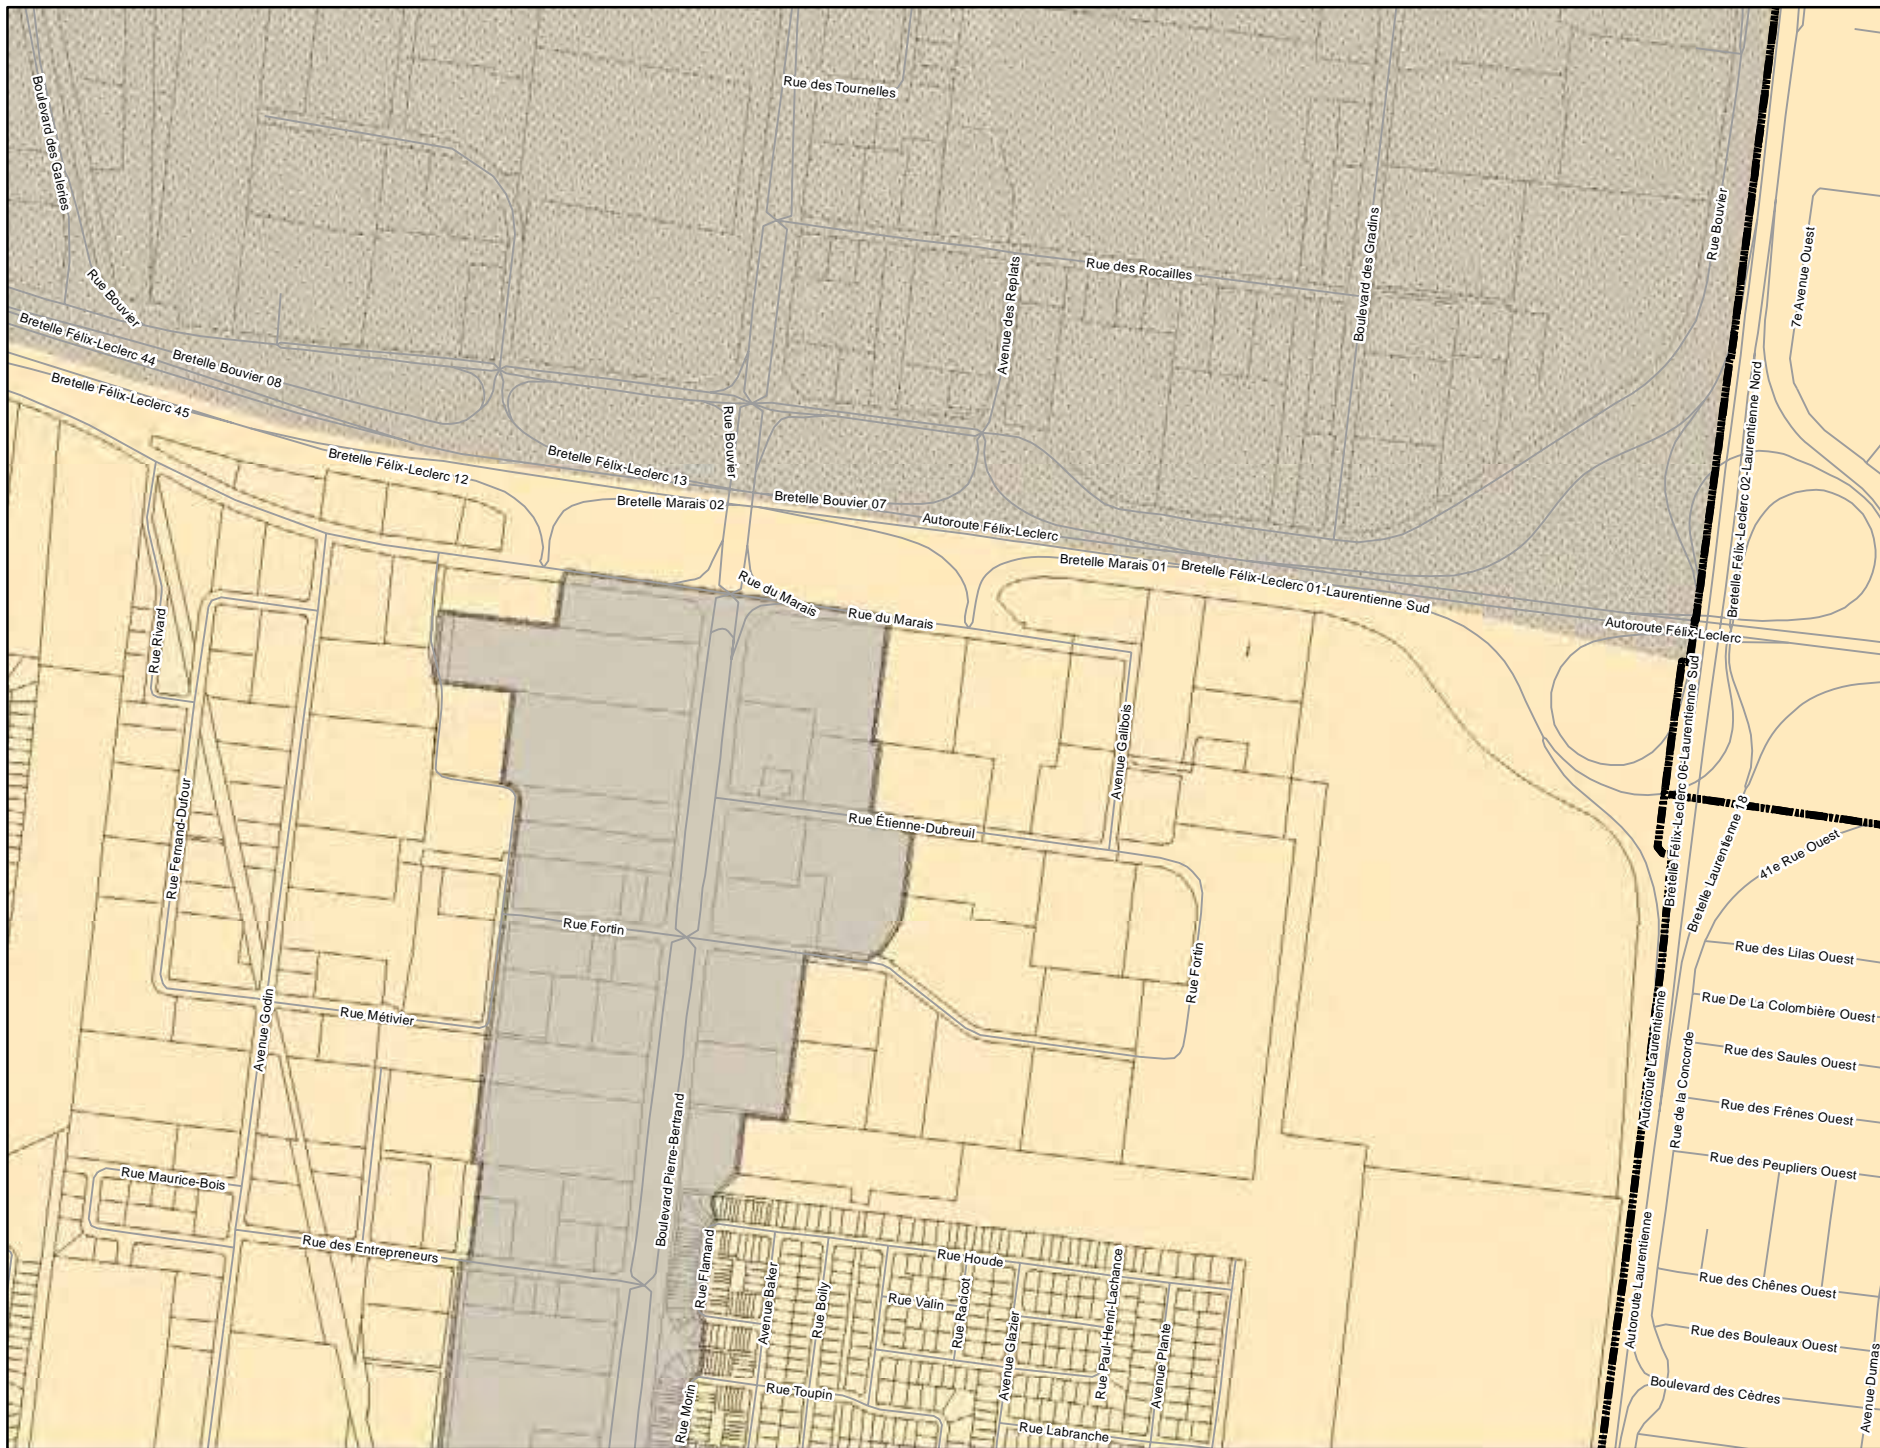 Rue des Tournelles
Boulevard des Galeries
Rue Bouvier
Rue Bouvier
Rue des Rocailles
Avenue des Replats
Boulevard des Gradins
7e Avenue Ouest
Bretelle Félix-Leclerc 44
Bretelle Bouvier 08
Bretelle Félix-Leclerc 45
Rue Bouvier
Bretelle Félix-Leclerc 12
Bretelle Félix-Leclerc 13
Bretelle Marais 02
Bretelle Bouvier 07
Autoroute Félix-Leclerc
Bretelle Félix-Leclerc 02-Laurentienne Nord
Bretelle Marais 01
Bretelle Félix-Leclerc 01-Laurentienne Sud
Rue du Marais
Rue du Marais
Autoroute Félix-Leclerc
Rue Rivard
Avenue Galibois
Bretelle Félix-Leclerc 06-Laurentienne Sud
Rue Fernand-Dufour
Rue Étienne-Dubreuil
Bretelle Laurentienne 18
41e Rue Ouest
Rue Fortin
Rue Fortin
Rue des Lilas Ouest
Rue De La Colombière Ouest
Avenue Godin
Rue Métivier
Autoroute Laurentienne
Rue de la Concorde
Rue des Saules Ouest
Rue des Frênes Ouest
Boulevard Pierre-Bertrand
Rue Maurice-Bois
Rue des Peupliers Ouest
Rue des Entrepreneurs
Rue Flamand
Avenue Baker
Rue Boily
Rue Houde
Rue Valin
Rue Racicot
Avenue Glazier
Rue Paul-Henri-Lachance
Avenue Plante
Autoroute Laurentienne
Rue des Chênes Ouest
Rue des Bouleaux Ouest
Rue Morin
Rue Toupin
Rue Labranche
Boulevard des Cèdres
Avenue Dumas